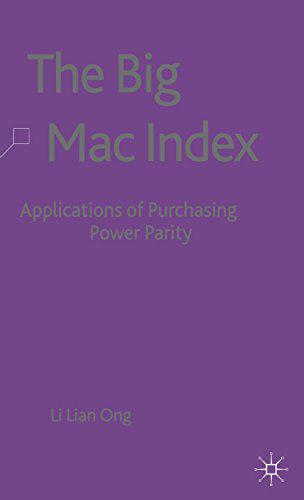 The Big
Mac Index
Applications of Purchasing
Power Parity
Li Lian Ong